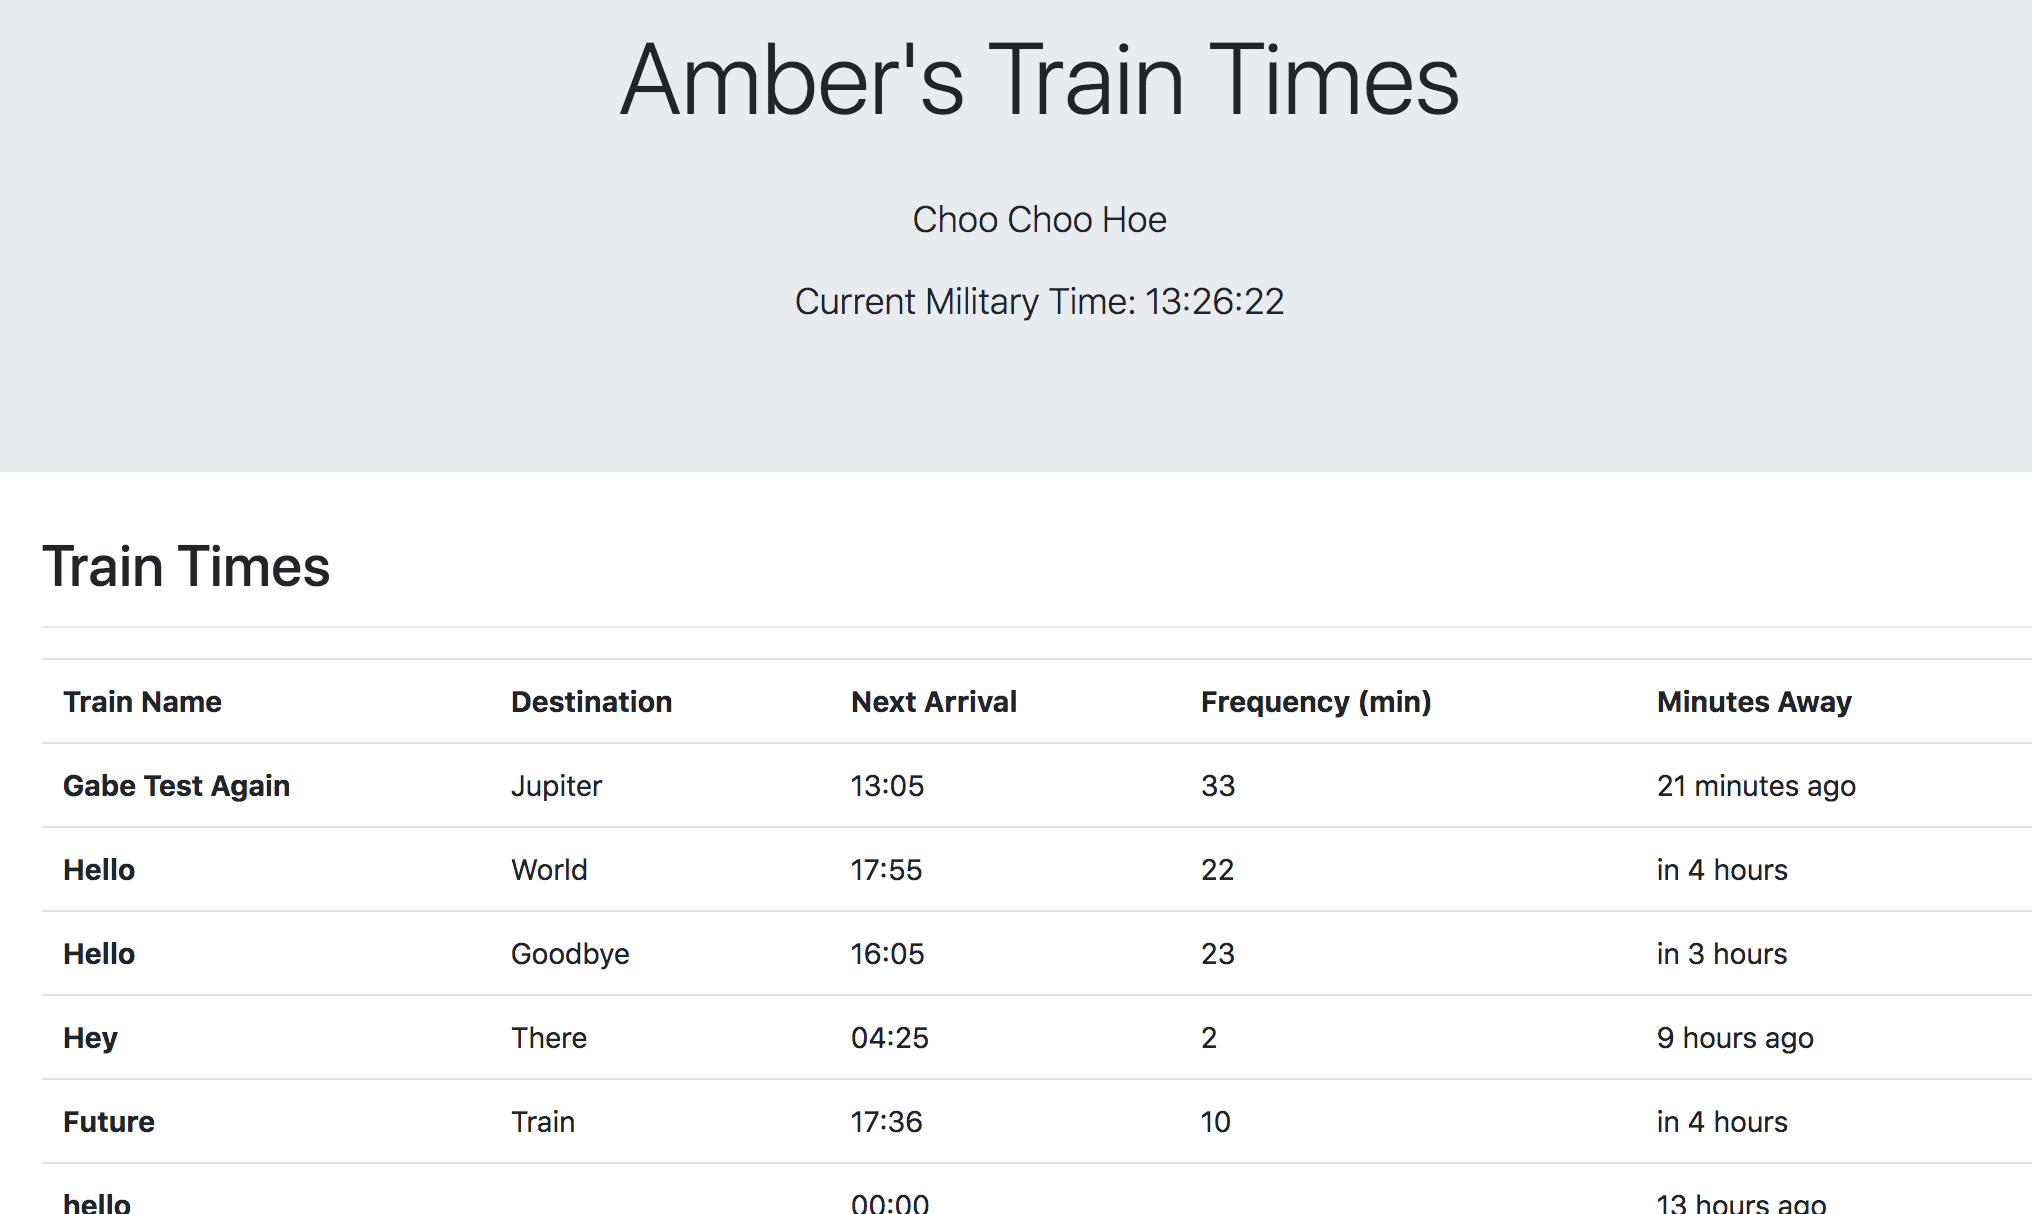 Amber's Train Times
Choo Choo Hoe
Current Military Time: 13:26:22
Train Times
Train Name Destination Next Arrival Frequency (min) Minutes Away
Gabe Test Again Jupiter 13:05 33 21 minutes ago
Hello World 17:55 22 in 4 hours
Hello Goodbye 16:05 23 in 3 hours
Hey There 04:25 2 9 hours ago
Future Train 17:36 10 in 4 hours
hello 00:00 13 hours ago